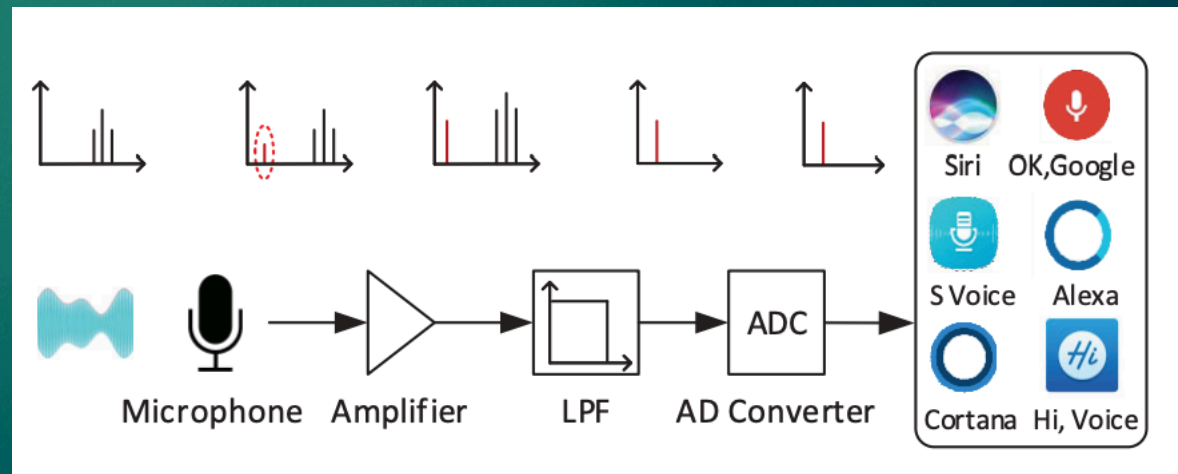 Siri OK,Google
S Voice Alexa
Hi
ADC
Microphone Amplifier LPF AD Converter
Cortana Hi, Voice